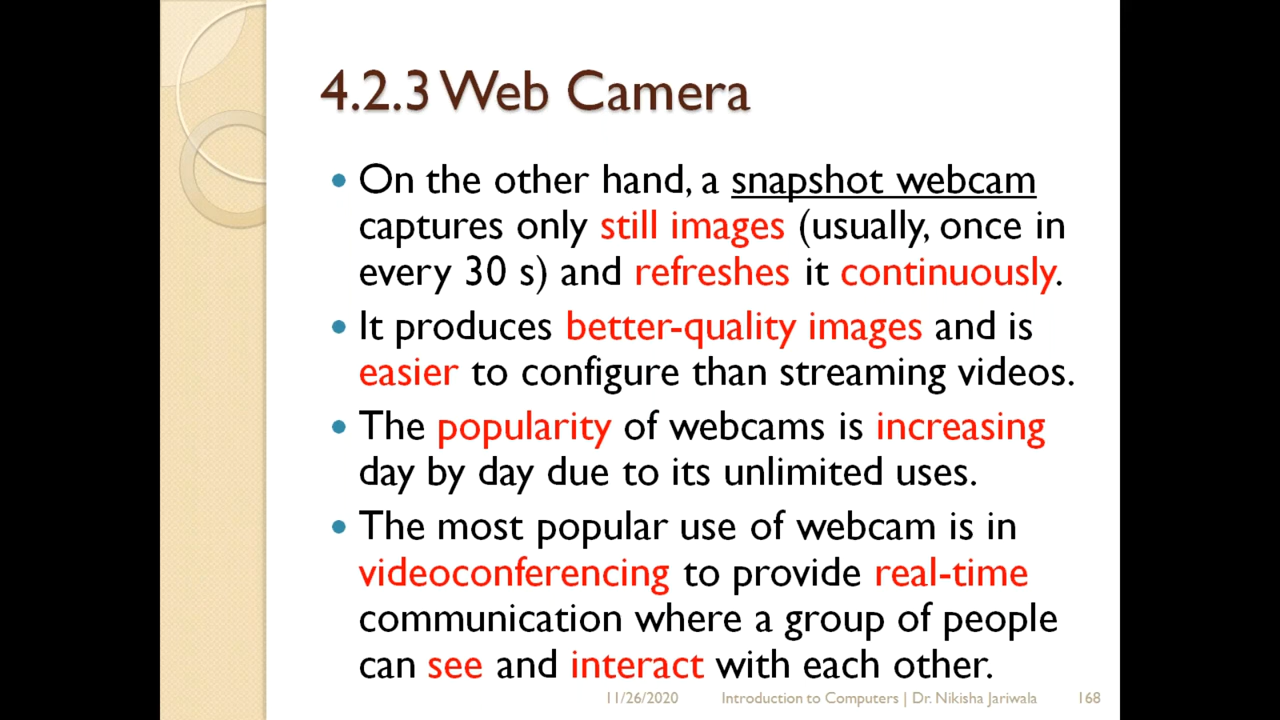 4.2.3 Web Camera
• On the other hand, a snapshot webcam
captures only still images (usually, once in
every 30 s) and refreshes it continuously.
• It produces better-quality images and is
easier to configure than streaming videos.
• The popularity of webcams is increasing
day by day due to its unlimited uses.
• The most popular use of webcam is in
videoconferencing to provide real-time
communication where a group of people
can see and interact with each other.
11/26/2020 Introduction to Computers | Dr. Nikisha Jariwala 168